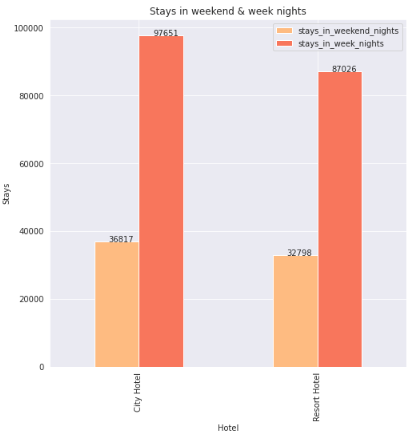 Stays in weekend & week nights
stays_in_weekend_nights
stays_in_week_nights
100000
80000
60000
40000
20000
0
Stays
36817
97651
32798
87026
City Hotel
Resort Hotel
Hotel